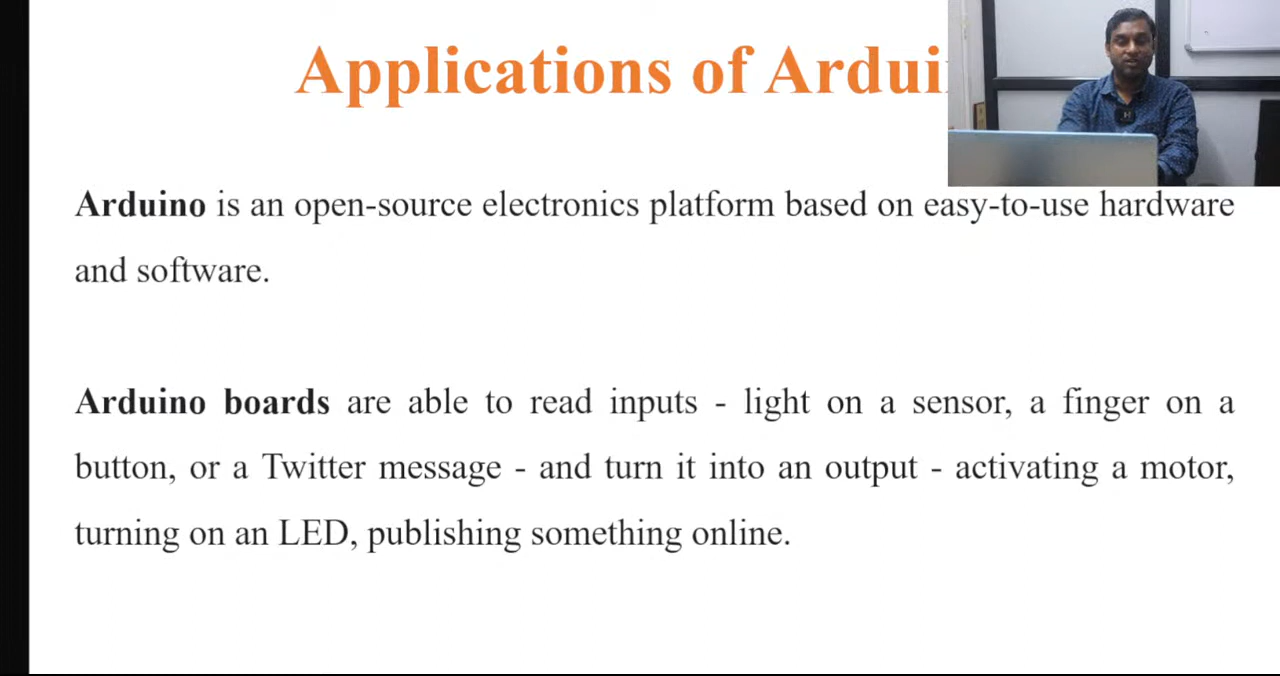 Applications of Ardui
Arduino is an open-source electronics platform based on easy-to-use hardware
and software.
Arduino boards are able to read inputs - light on a sensor, a finger on a
button, or a Twitter message - and turn it into an output - activating a motor,
turning on an LED, publishing something online.